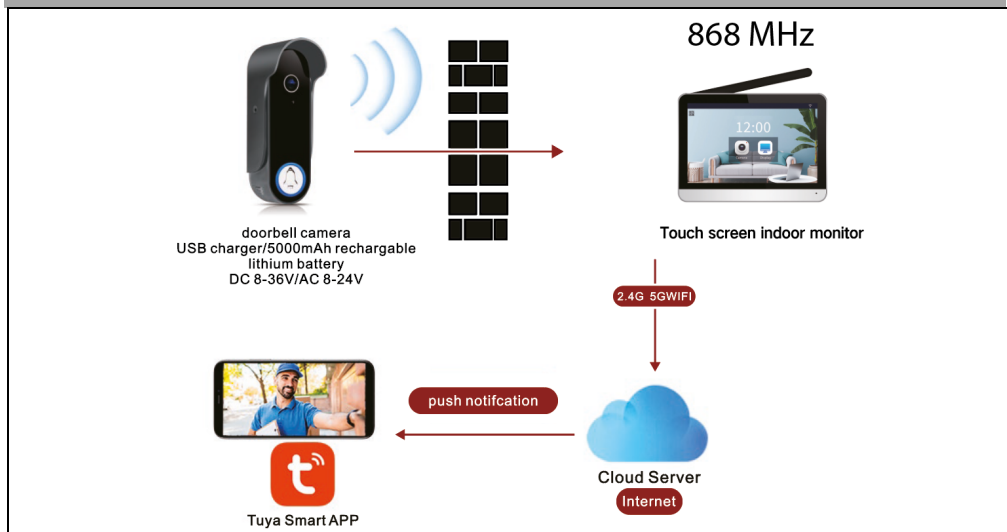 868 MHz
12:00
doorbell camera
USB charger/5000mAh rechargable
lithium battery
DC 8-36V/AC 8-24V
Touch screen indoor monitor
2.4G 5GWIFI
push notifcation
Cloud Server
Internet
Tuya Smart APP